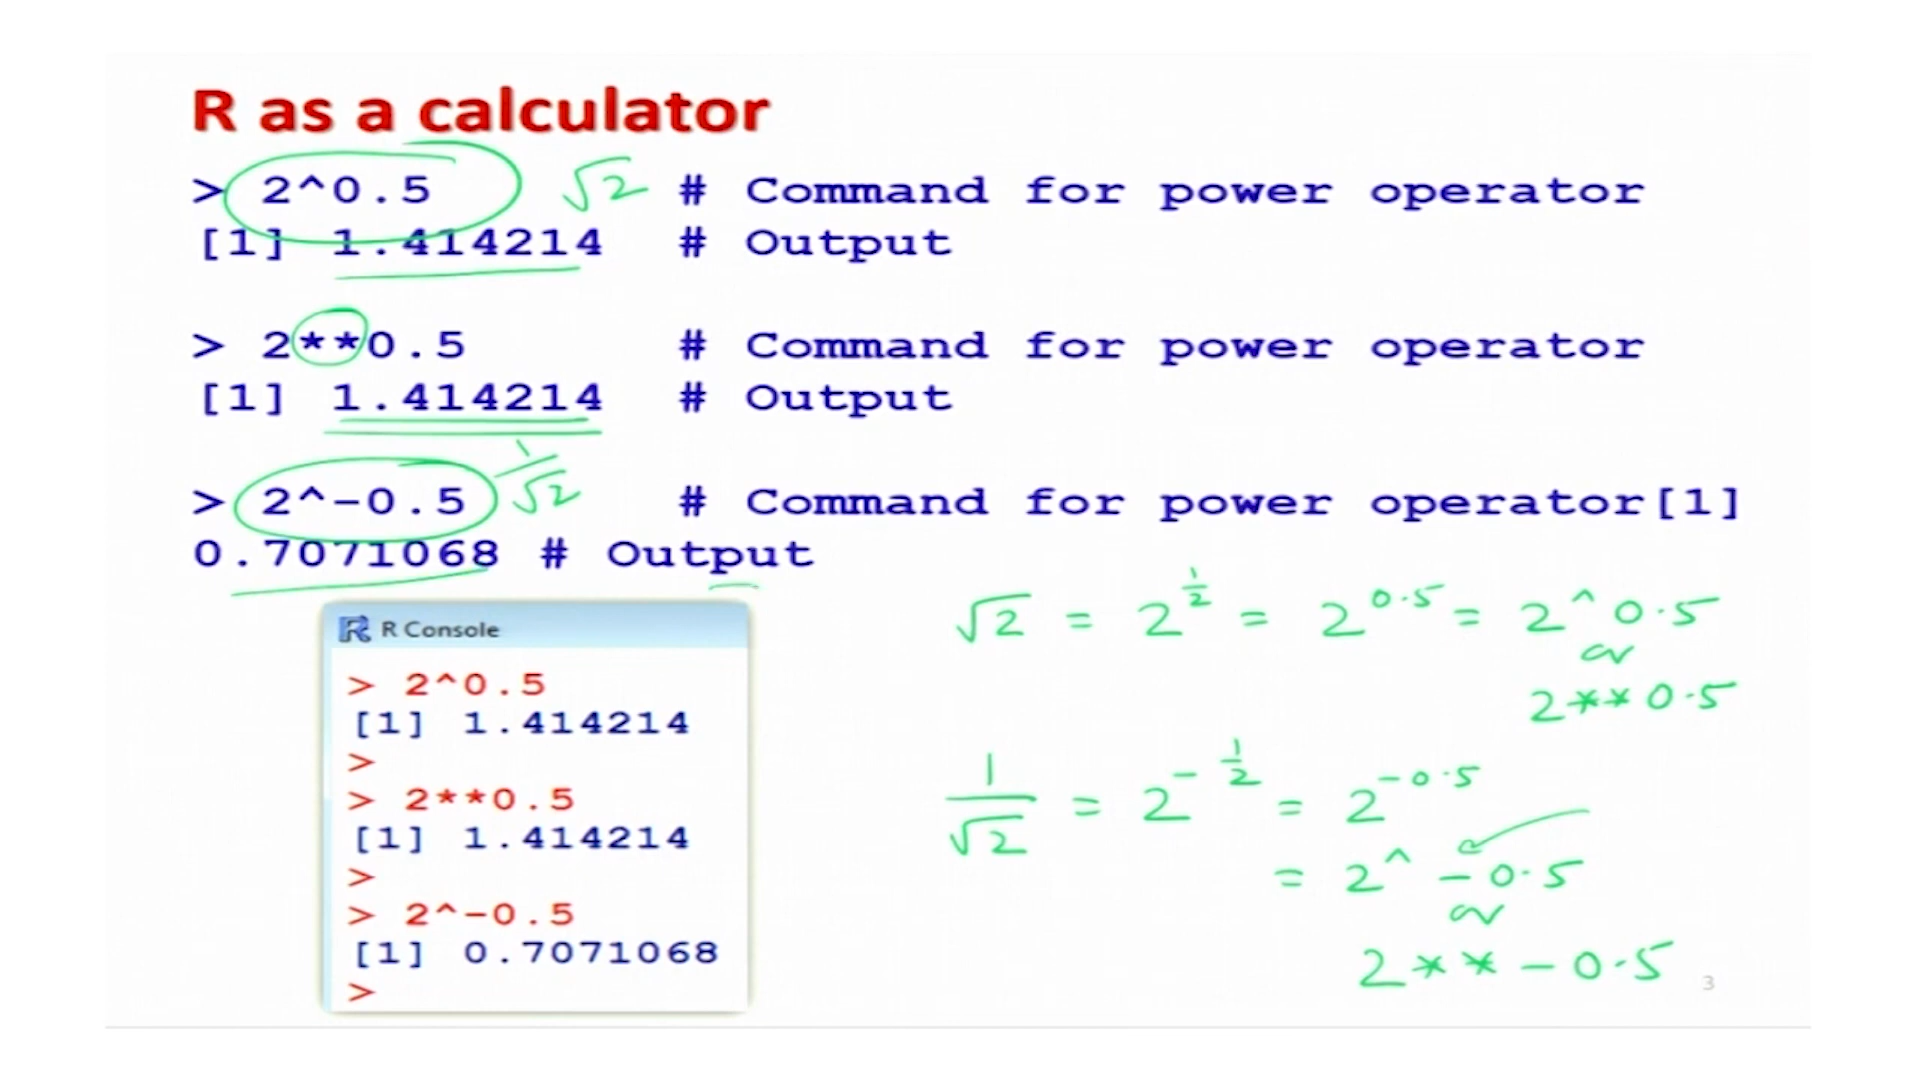 R as a calculator
> 2^0.5 √2 # Command for power operator
[1] 1.414214 # Output
> 2**0.5 # Command for power operator
[1] 1.414214 # Output
> 2^-0.5 1/√2 # Command for power operator[1]
0.7071068 # Output
R Console
> 2^0.5
[1] 1.414214
>
> 2**0.5
[1] 1.414214
>
> 2^-0.5
[1] 0.7071068
>
√2 = 2^(1/2) = 2^(0.5) = 2^0.5
or
2**0.5
1/√2 = 2^(-1/2) = 2^(-0.5)
= 2^-0.5
or
2**-0.5
3